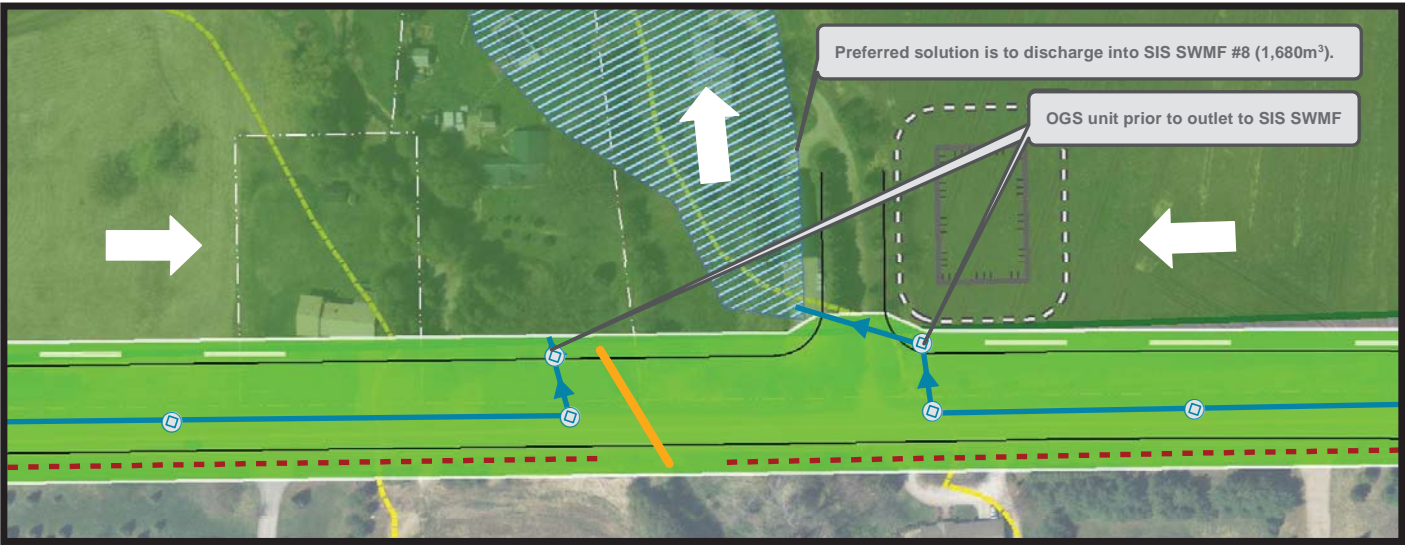 Preferred solution is to discharge into SIS SWMF #8 (1,680m³).
OGS unit prior to outlet to SIS SWMF